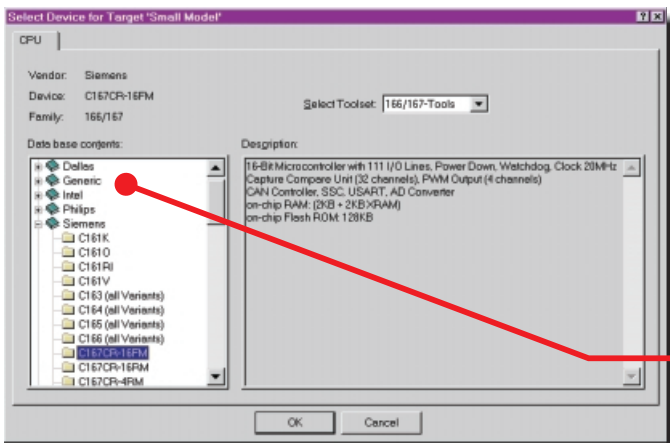 Select Device for Target 'Small Model'
CPU
Vendor: Siemens
Device: C167CR-16FM
Family: 166/167
Select Toolset: 166/167-Tools
Data base contents:
Dallas
Generic
Intel
Philips
Siemens
C161K
C161O
C161RI
C161V
C163 (all Variants)
C164 (all Variants)
C165 (all Variants)
C166 (all Variants)
C167CR-16FM
C167CR-16RM
C167CR-4RM
Description:
16-Bit Microcontroller with 111 I/O Lines, Power Down, Watchdog, Clock 20MHz
Capture Compare Unit (32 channels), PWM Output (4 channels)
CAN Controller, SSC, USART, AD Converter
on-chip RAM: (2KB + 2KB XRAM)
on-chip Flash ROM: 128KB
OK
Cancel